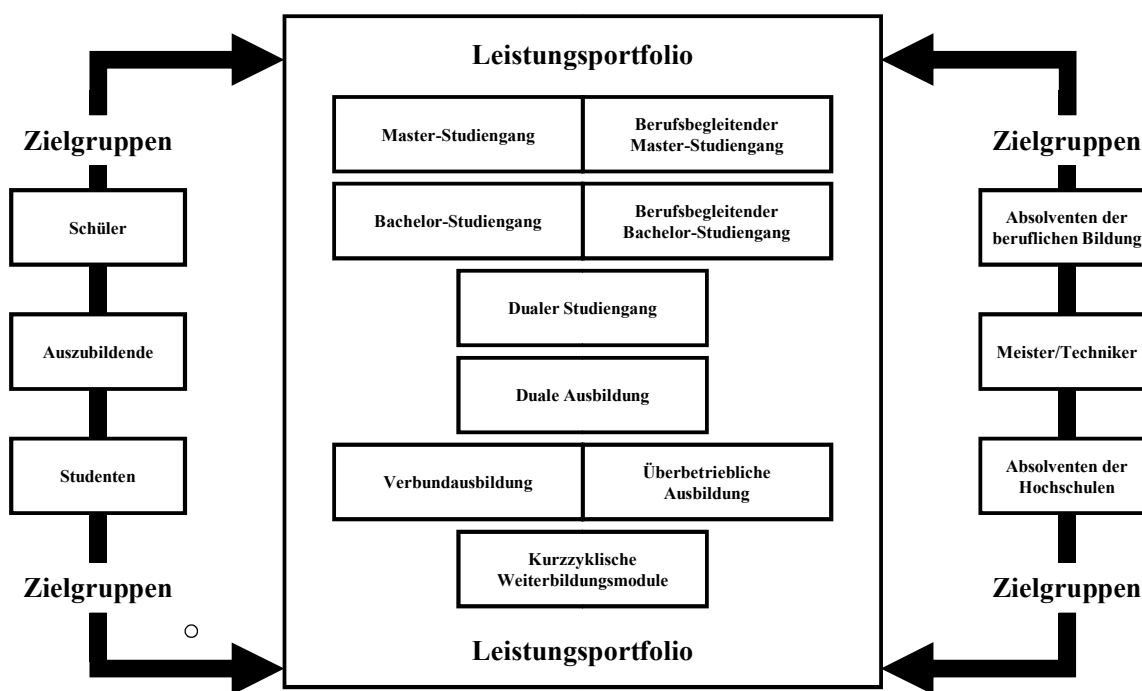 Zielgruppen
Schüler
Auszubildende
Studenten
Zielgruppen
Leistungsportfolio
Master-Studiengang
Berufsbegleitender
Master-Studiengang
Bachelor-Studiengang
Berufsbegleitender
Bachelor-Studiengang
Dualer Studiengang
Duale Ausbildung
Verbundausbildung
Überbetriebliche
Ausbildung
Kurzzyklische
Weiterbildungsmodule
Leistungsportfolio
Zielgruppen
Absolventen der
beruflichen Bildung
Meister/Techniker
Absolventen der
Hochschulen
Zielgruppen